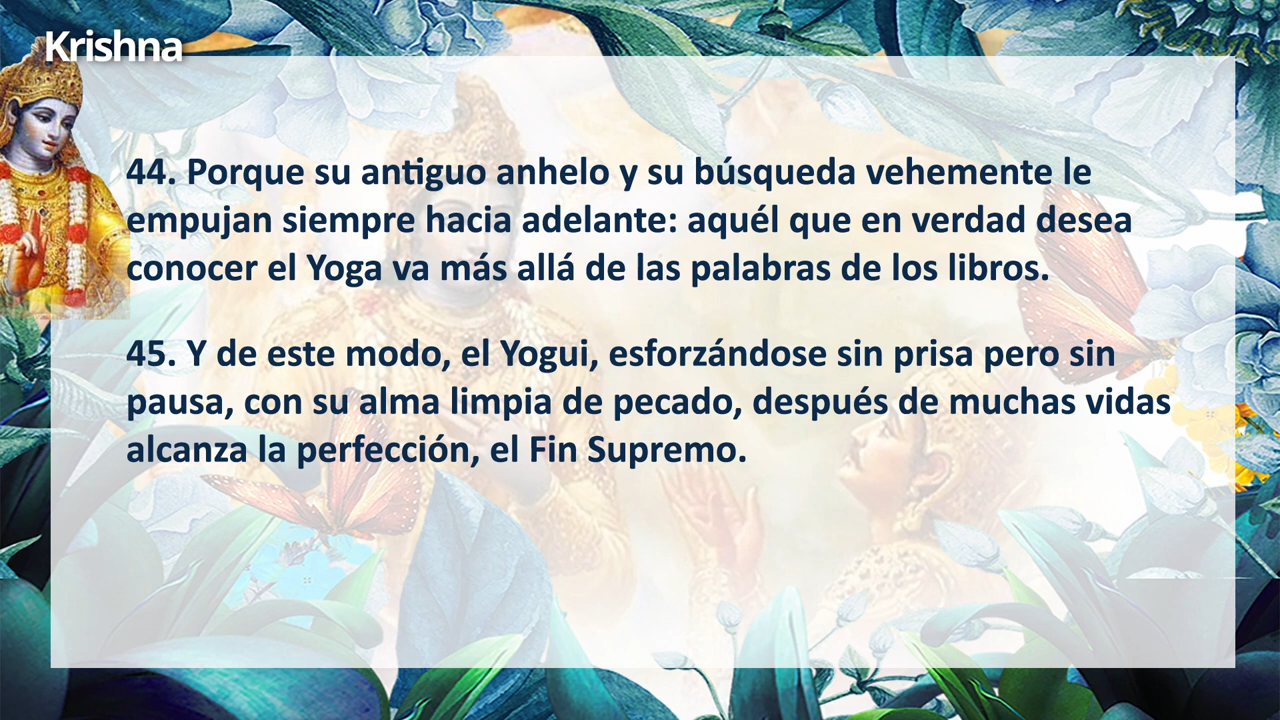 Krishna
44. Porque su antiguo anhelo y su búsqueda vehemente le
empujan siempre hacia adelante: aquél que en verdad desea
conocer el Yoga va más allá de las palabras de los libros.
45. Y de este modo, el Yogui, esforzándose sin prisa pero sin
pausa, con su alma limpia de pecado, después de muchas vidas
alcanza la perfección, el Fin Supremo.